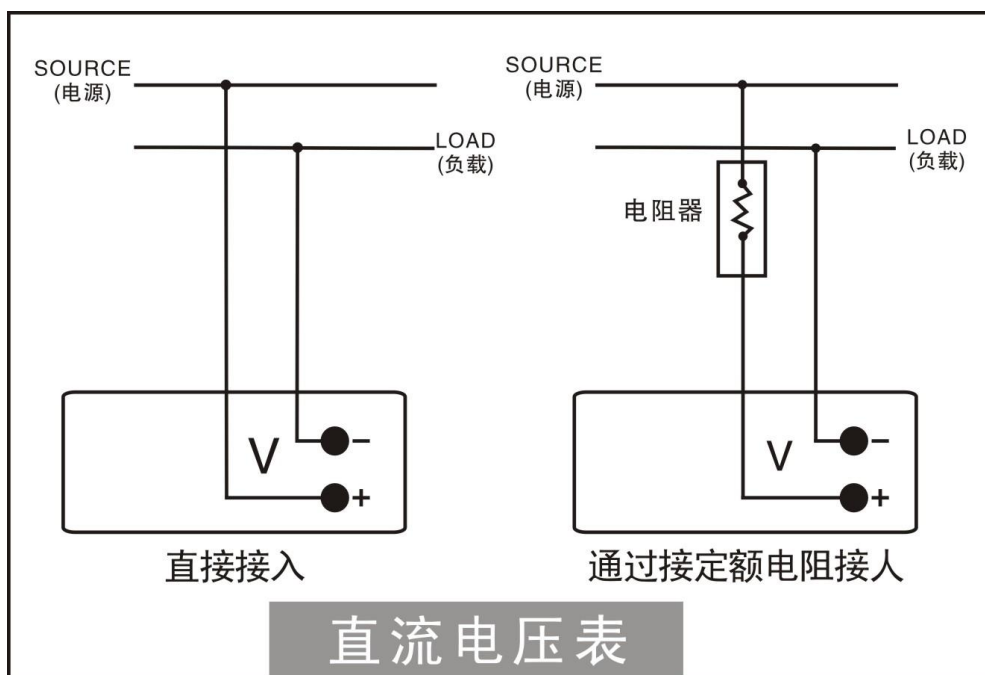 SOURCE
(电源)
LOAD
(负载)
V
−
+
直接接入
SOURCE
(电源)
LOAD
(负载)
电阻器
V
−
+
通过接定额电阻接人
直流电压表